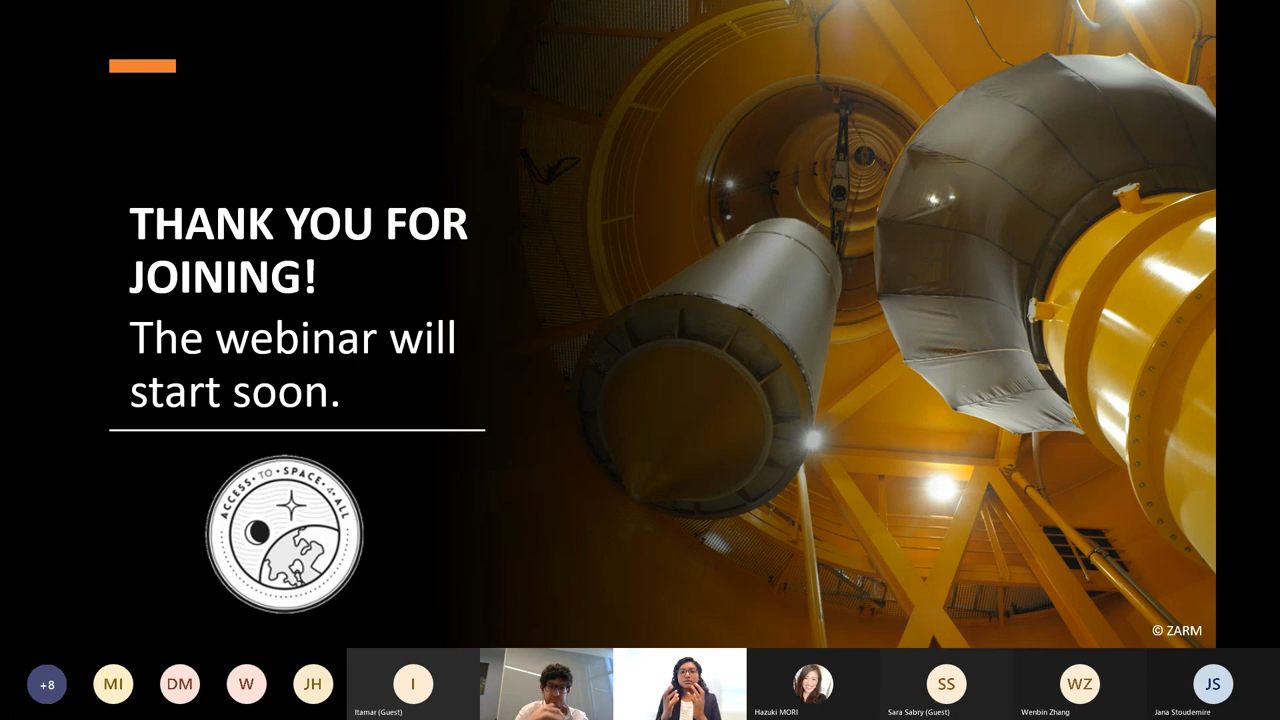 THANK YOU FOR
JOINING!
The webinar will
start soon.
ACCESS • TO • SPACE • 4 • ALL
© ZARM
+8
MI
DM
W
JH
I
Itamar (Guest)
Hazuki MORI
SS
Sara Sabry (Guest)
WZ
Wenbin Zhang
JS
Jana Stoudemire